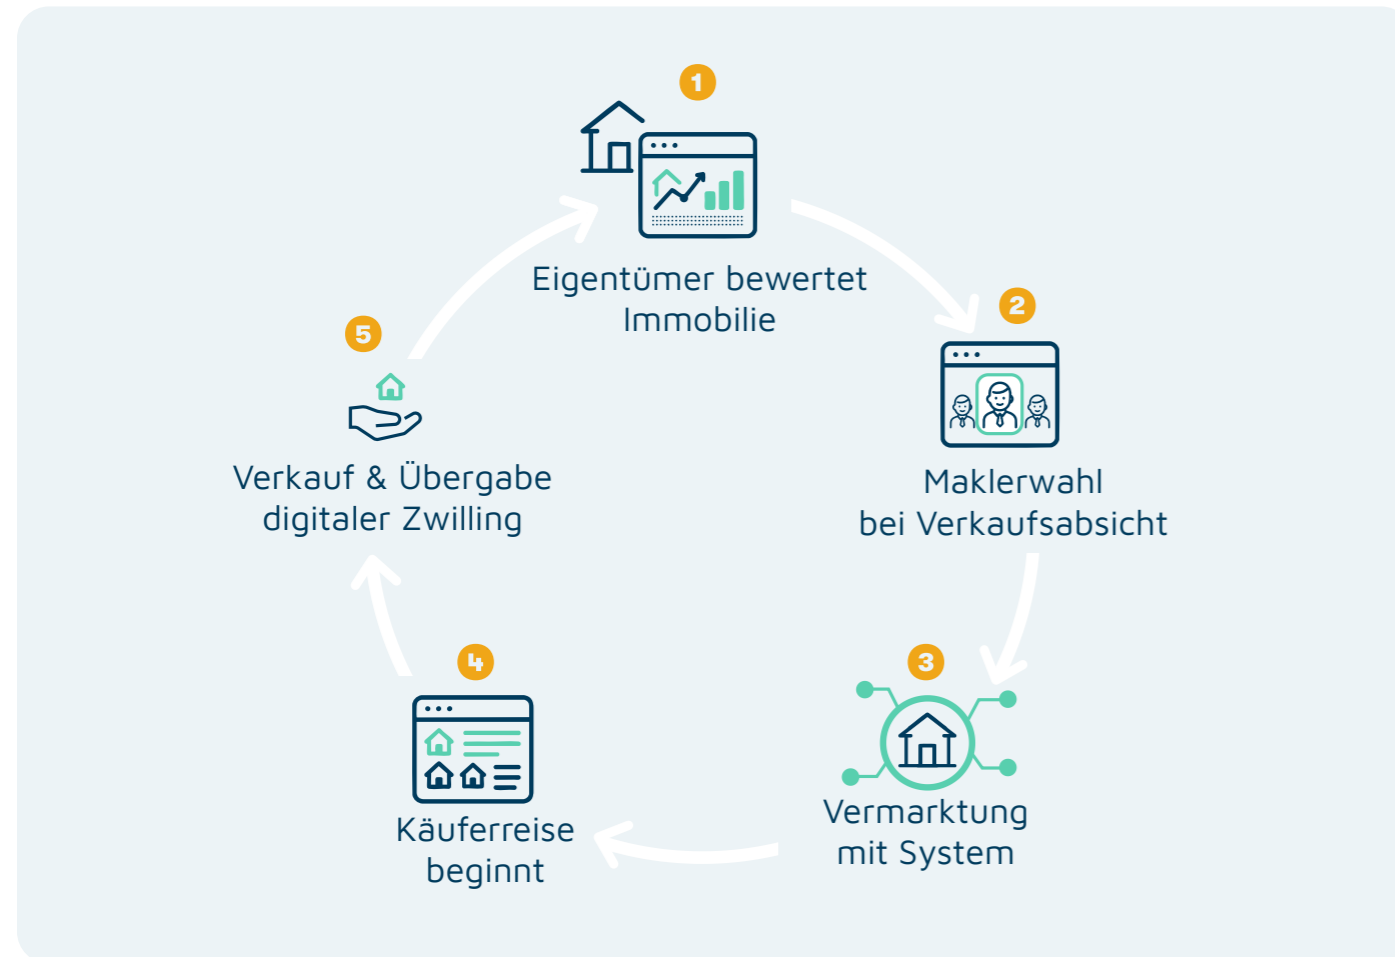 1
Eigentümer bewertet
Immobilie
2
Maklerwahl
bei Verkaufsabsicht
3
Vermarktung
mit System
4
Käuferreise
beginnt
5
Verkauf & Übergabe
digitaler Zwilling